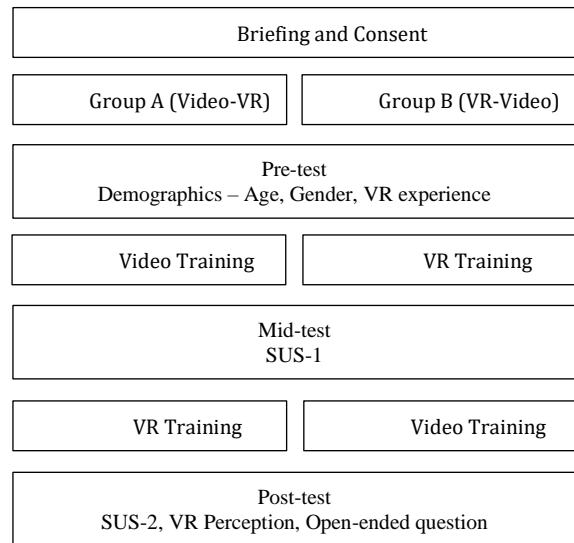 Briefing and Consent
Group A (Video-VR)
Group B (VR-Video)
Pre-test
Demographics – Age, Gender, VR experience
Video Training
VR Training
Mid-test
SUS-1
VR Training
Video Training
Post-test
SUS-2, VR Perception, Open-ended question